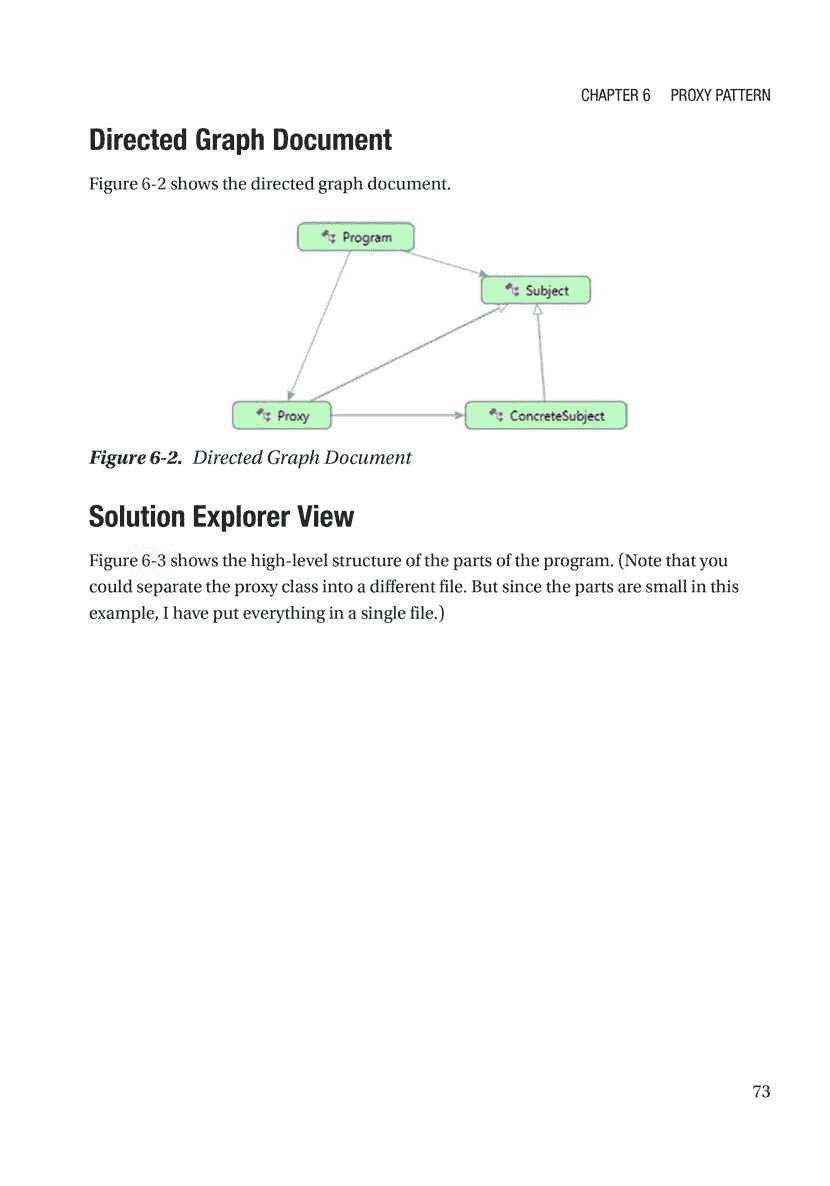 CHAPTER 6 PROXY PATTERN
Directed Graph Document
Figure 6-2 shows the directed graph document.
Program
Subject
Proxy
ConcreteSubject
Figure 6-2. Directed Graph Document
Solution Explorer View
Figure 6-3 shows the high-level structure of the parts of the program. (Note that you
could separate the proxy class into a different file. But since the parts are small in this
example, I have put everything in a single file.)
73